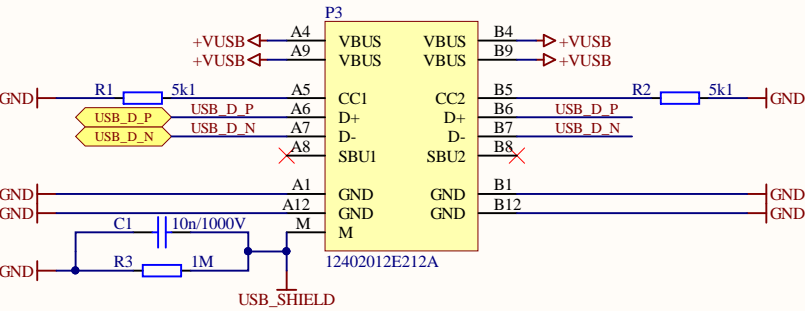 P3
+VUSB A4 VBUS VBUS B4 +VUSB
+VUSB A9 VBUS VBUS B9 +VUSB
GND R1 5k1 A5 CC1 CC2 B5 R2 5k1 GND
USB_D_P USB_D_P A6 D+ D+ B6 USB_D_P
USB_D_N USB_D_N A7 D- D- B7 USB_D_N
A8 SBU1 SBU2 B8
GND A1 GND GND B1 GND
GND A12 GND GND B12 GND
C1 10n/1000V M M
GND R3 1M 12402012E212A
USB_SHIELD